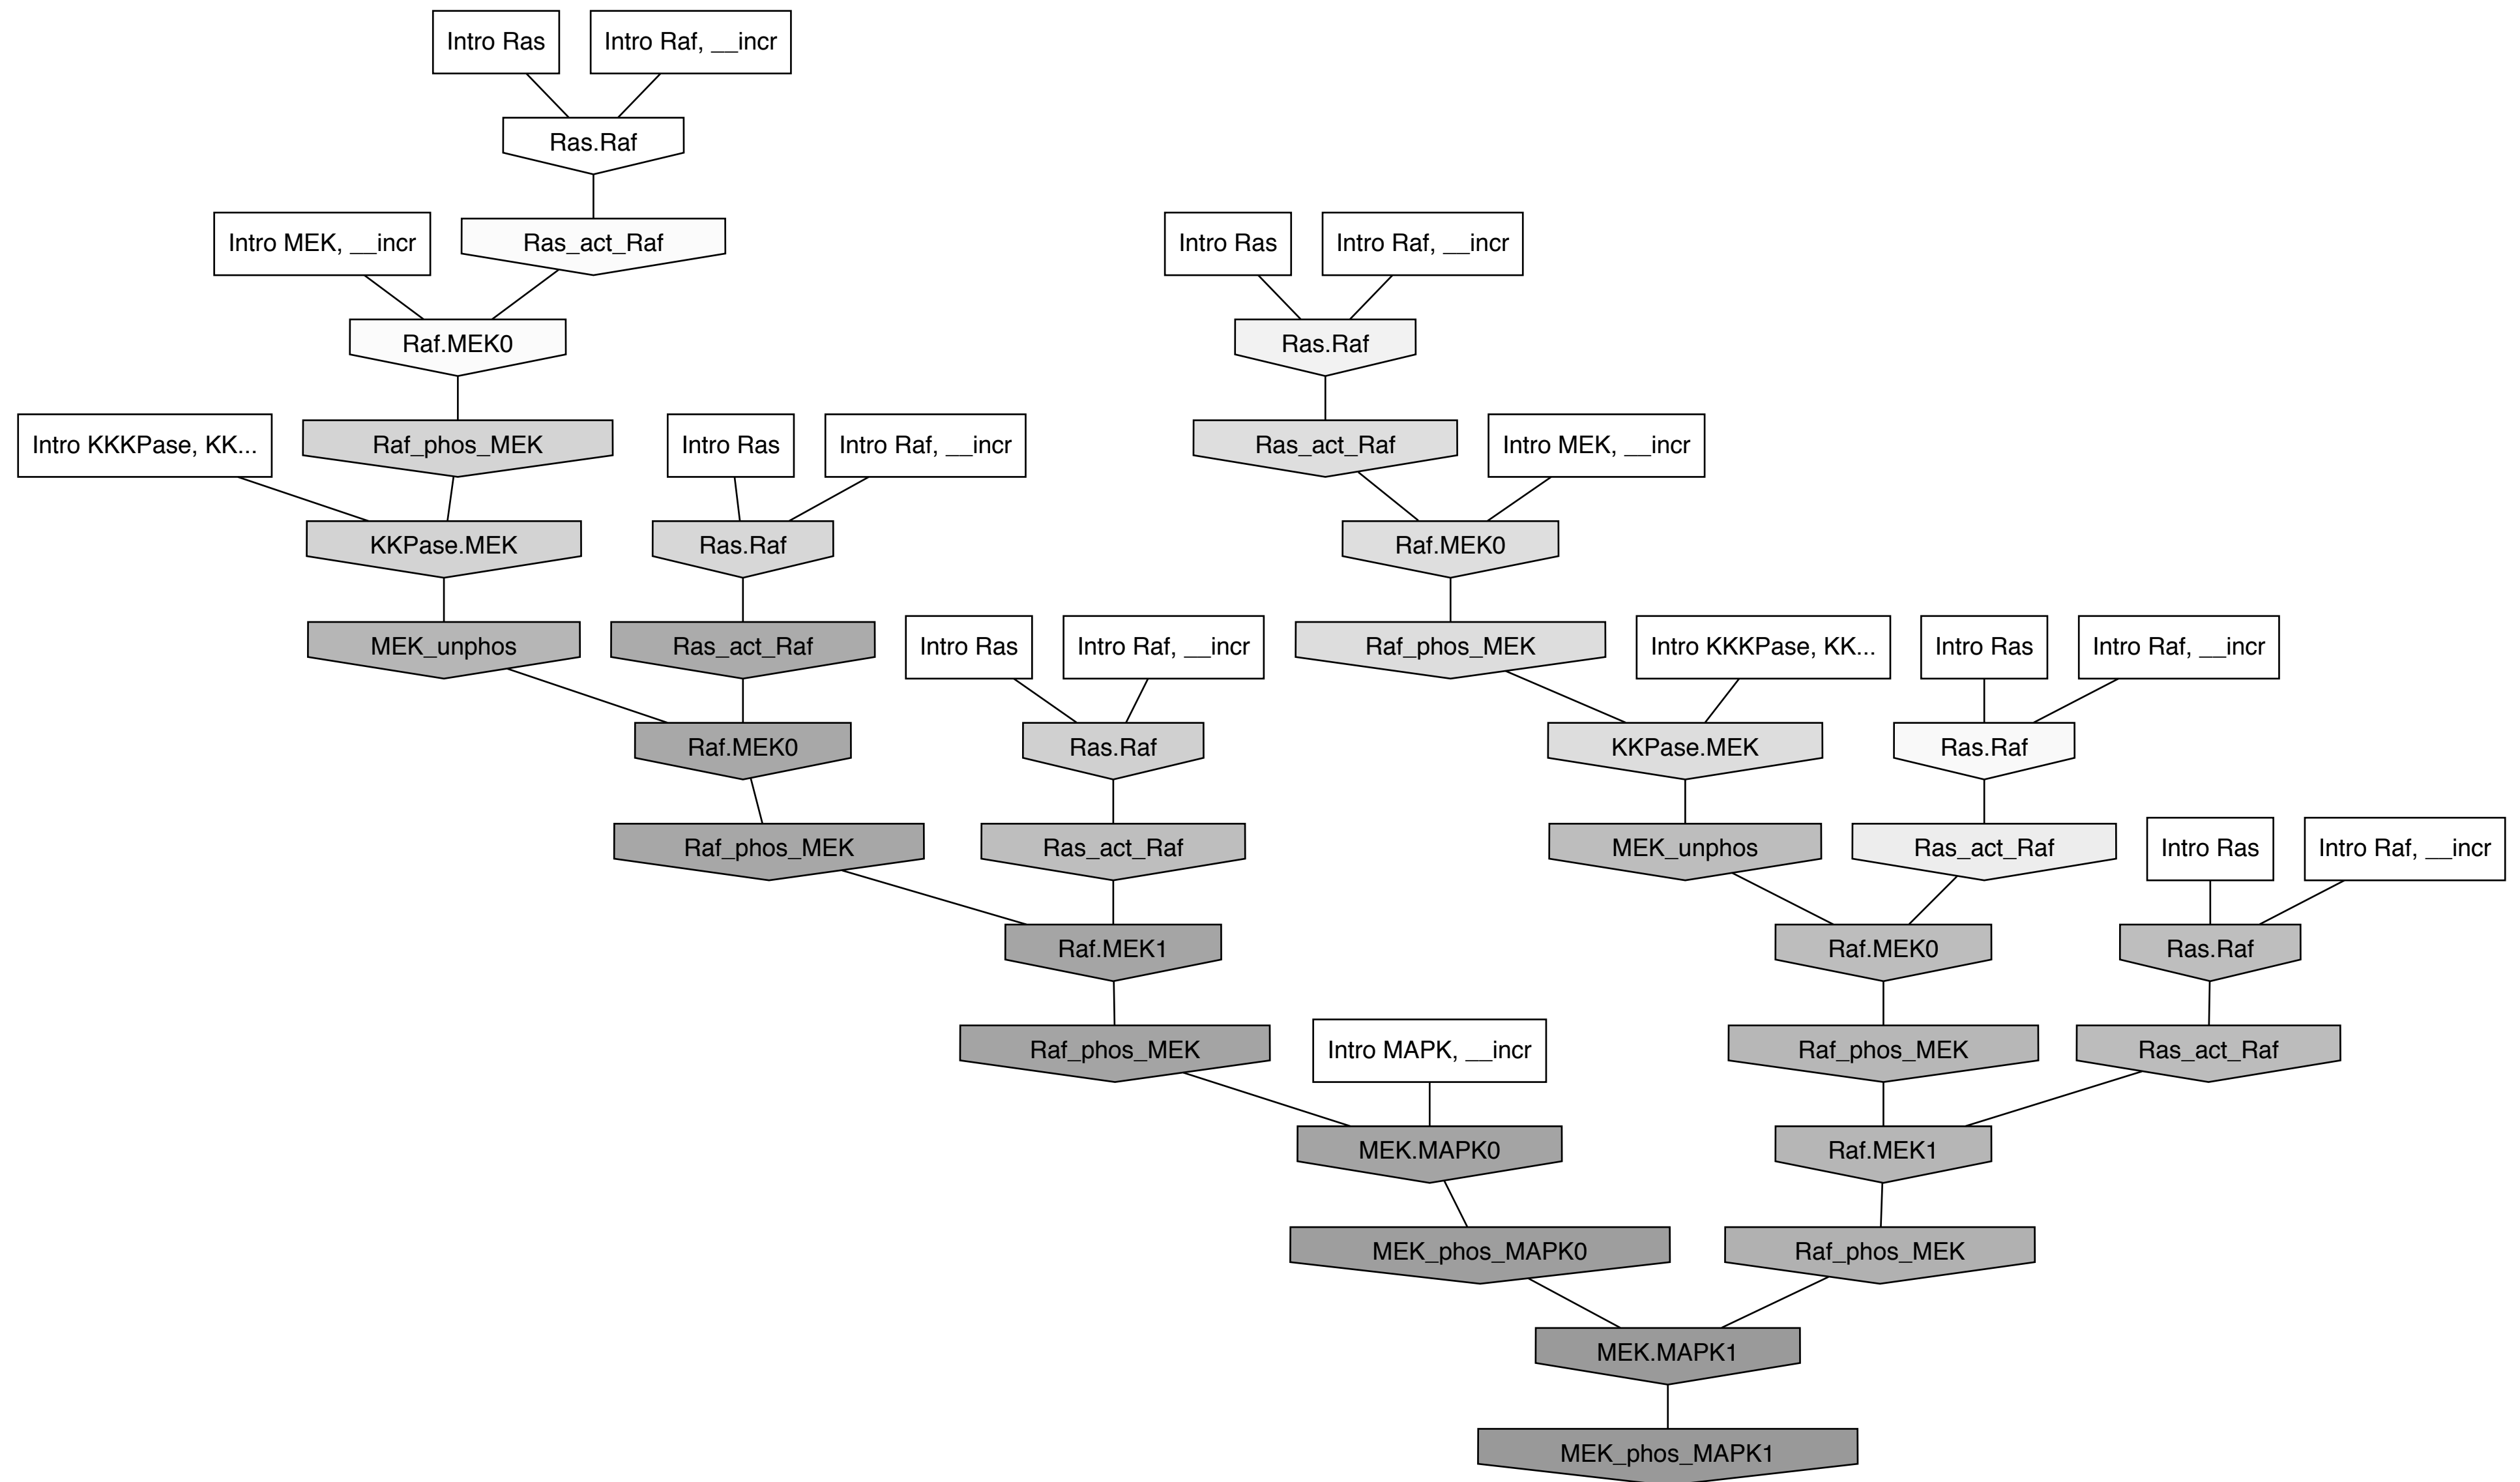 Intro Ras
Intro Raf, __incr
Ras.Raf
Intro MEK, __incr
Ras_act_Raf
Intro Ras
Intro Raf, __incr
Raf.MEK0
Ras.Raf
Intro KKKPase, KK...
Raf_phos_MEK
Intro Ras
Intro Raf, __incr
Ras_act_Raf
Intro MEK, __incr
KKPase.MEK
Ras.Raf
Raf.MEK0
MEK_unphos
Ras_act_Raf
Intro Ras
Intro Raf, __incr
Raf_phos_MEK
Intro KKKPase, KK...
Intro Ras
Intro Raf, __incr
Raf.MEK0
Ras.Raf
KKPase.MEK
Ras.Raf
Raf_phos_MEK
Ras_act_Raf
MEK_unphos
Ras_act_Raf
Intro Ras
Intro Raf, __incr
Raf.MEK1
Raf.MEK0
Ras.Raf
Raf_phos_MEK
Intro MAPK, __incr
Raf_phos_MEK
Ras_act_Raf
MEK.MAPK0
Raf.MEK1
MEK_phos_MAPK0
Raf_phos_MEK
MEK.MAPK1
MEK_phos_MAPK1